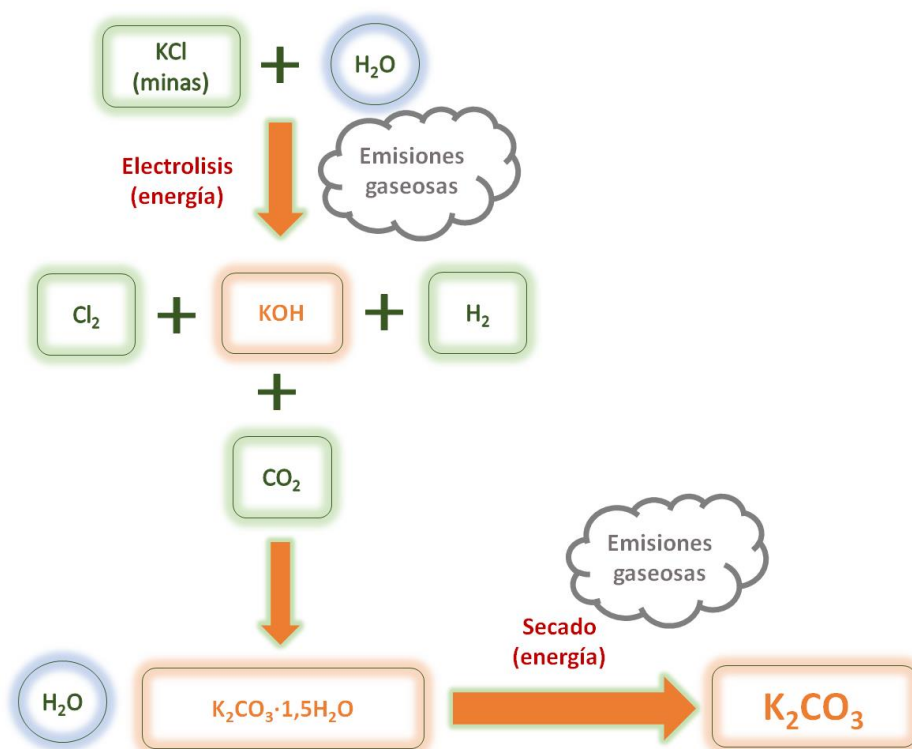 KCl
(minas)
+
H₂O
Electrolisis
(energía)
Emisiones
gaseosas
Cl₂
+
KOH
+
H₂
+
CO₂
Emisiones
gaseosas
Secado
(energía)
H₂O
K₂CO₃·1,5H₂O
K₂CO₃